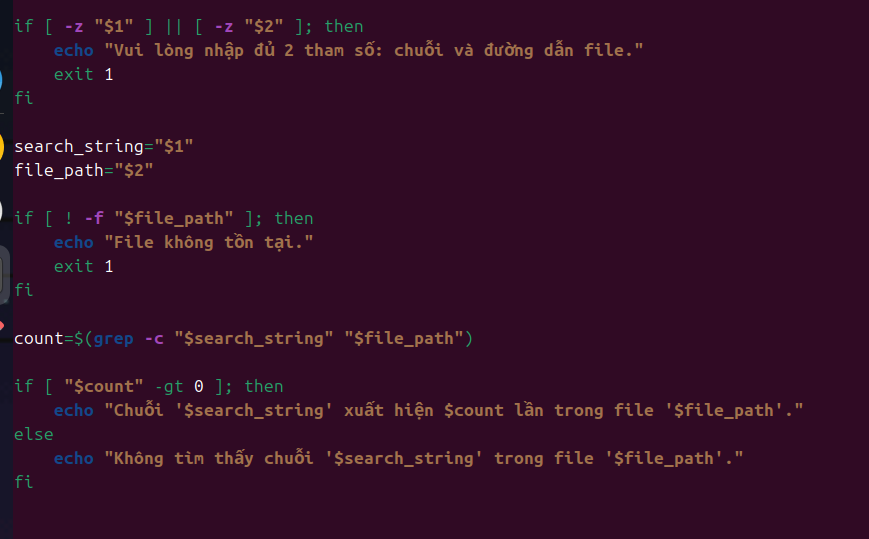 if [ -z "$1" ] || [ -z "$2" ]; then
    echo "Vui lòng nhập đủ 2 tham số: chuỗi và đường dẫn file."
    exit 1
fi

search_string="$1"
file_path="$2"

if [ ! -f "$file_path" ]; then
    echo "File không tồn tại."
    exit 1
fi

count=$(grep -c "$search_string" "$file_path")

if [ "$count" -gt 0 ]; then
    echo "Chuỗi '$search_string' xuất hiện $count lần trong file '$file_path'."
else
    echo "Không tìm thấy chuỗi '$search_string' trong file '$file_path'."
fi